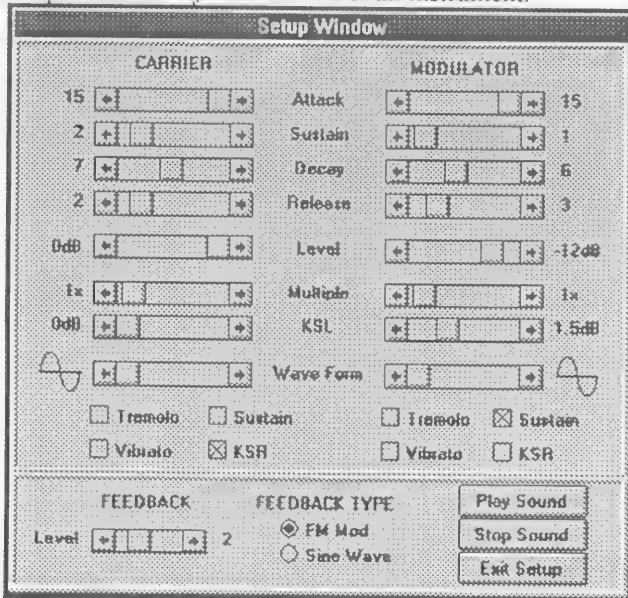 Setup Window
CARRIER MODULATOR
15 Attack 15
2 Sustain 1
7 Decay 6
2 Release 3
0dB Level -12dB
1x Multiple 1x
0dB KSL 1.5dB
Wave Form
Tremolo Sustain Tremolo Sustain
Vibrato KSR Vibrato KSR
FEEDBACK FEEDBACK TYPE Play Sound
Level 2 FM Mod Stop Sound
Sine Wave Exit Setup